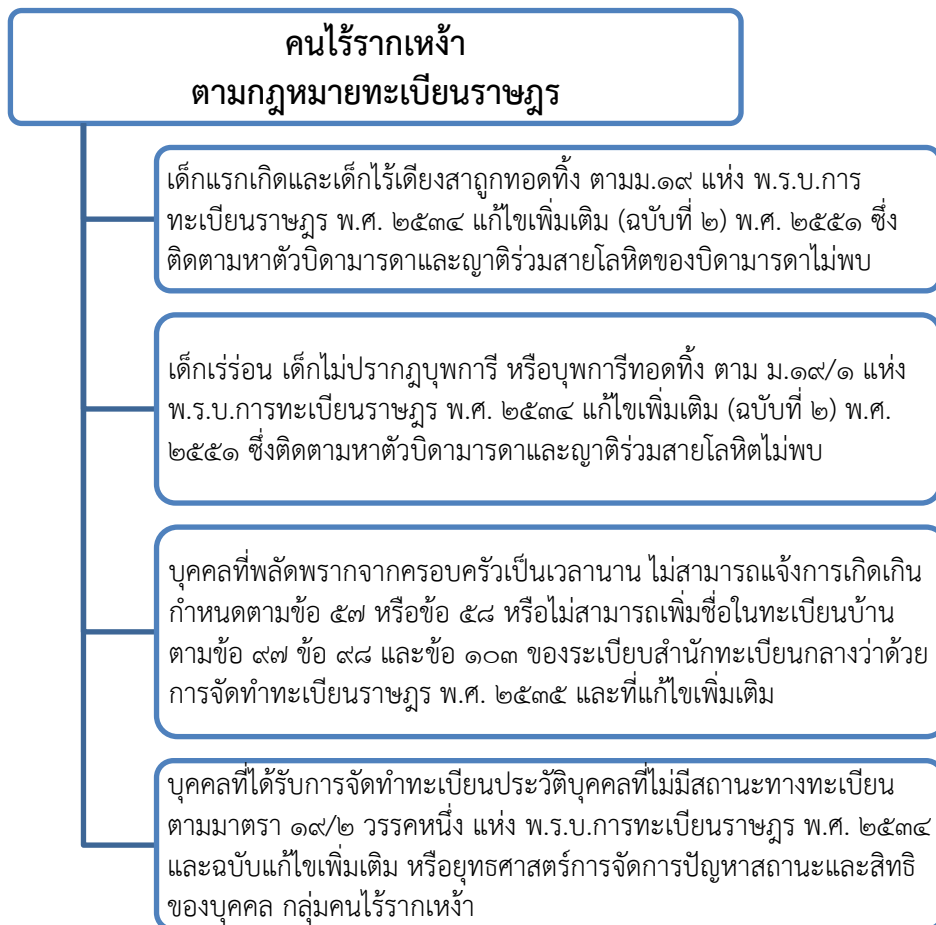 คนไร้รากเหง้า
ตามกฎหมายทะเบียนราษฎร
เด็กแรกเกิดและเด็กไร้เดียงสาถูกทอดทิ้ง ตามม.๑๙ แห่ง พ.ร.บ.การ
ทะเบียนราษฎร พ.ศ. ๒๕๓๔ แก้ไขเพิ่มเติม (ฉบับที่ ๒) พ.ศ. ๒๕๕๑ ซึ่ง
ติดตามหาตัวบิดามารดาและญาติร่วมสายโลหิตของบิดามารดาไม่พบ
เด็กเร่ร่อน เด็กไม่ปรากฏบุพการี หรือบุพการีทอดทิ้ง ตาม ม.๑๙/๑ แห่ง
พ.ร.บ.การทะเบียนราษฎร พ.ศ. ๒๕๓๔ แก้ไขเพิ่มเติม (ฉบับที่ ๒) พ.ศ.
๒๕๕๑ ซึ่งติดตามหาตัวบิดามารดาและญาติร่วมสายโลหิตไม่พบ
บุคคลที่พลัดพรากจากครอบครัวเป็นเวลานาน ไม่สามารถแจ้งการเกิดเกิน
กำหนดตามข้อ ๕๗ หรือข้อ ๕๘ หรือไม่สามารถเพิ่มชื่อในทะเบียนบ้าน
ตามข้อ ๙๗ ข้อ ๙๘ และข้อ ๑๐๓ ของระเบียบสำนักทะเบียนกลางว่าด้วย
การจัดทำทะเบียนราษฎร พ.ศ. ๒๕๓๕ และที่แก้ไขเพิ่มเติม
บุคคลที่ได้รับการจัดทำทะเบียนประวัติบุคคลที่ไม่มีสถานะทางทะเบียน
ตามมาตรา ๑๙/๒ วรรคหนึ่ง แห่ง พ.ร.บ.การทะเบียนราษฎร พ.ศ. ๒๕๓๔
และฉบับแก้ไขเพิ่มเติม หรือยุทธศาสตร์การจัดการปัญหาสถานะและสิทธิ
ของบุคคล กลุ่มคนไร้รากเหง้า